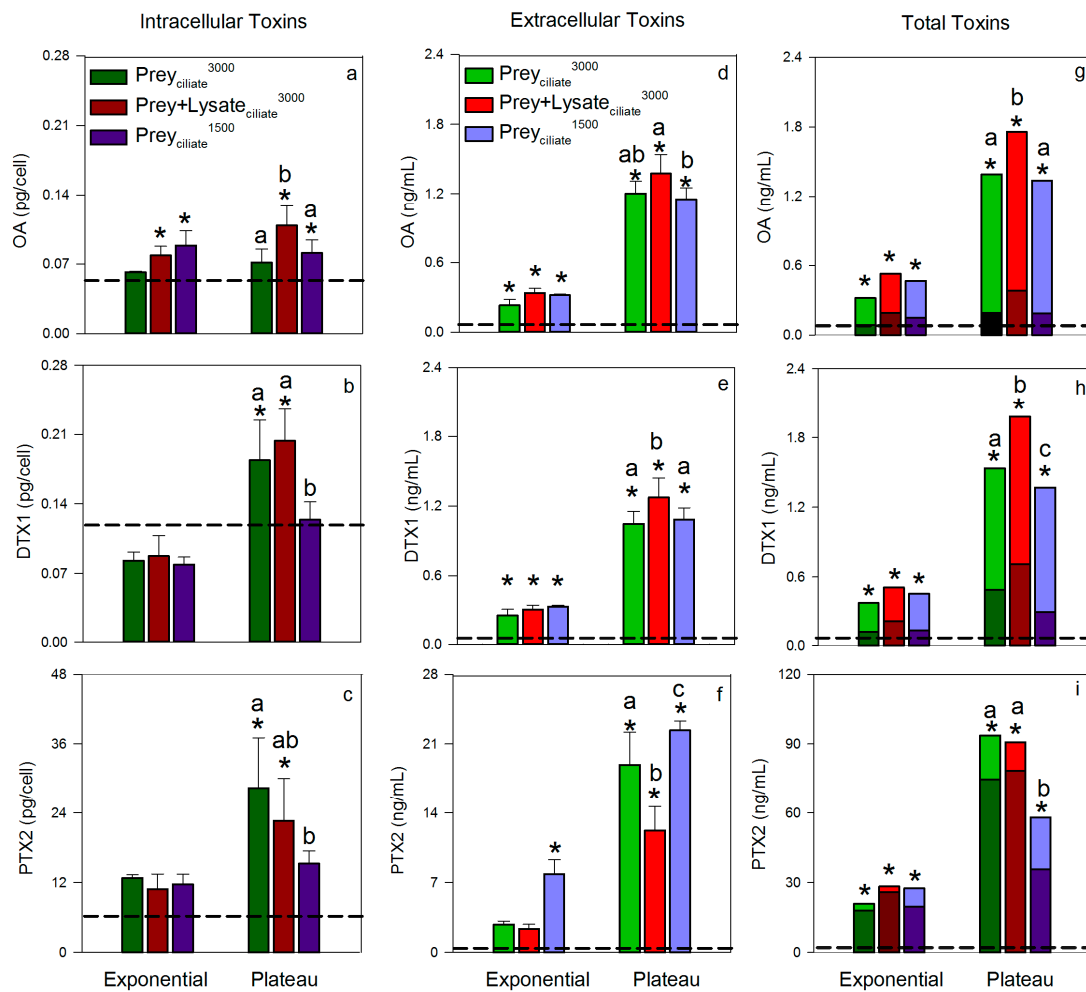 Intracellular Toxins
Extracellular Toxins
Total Toxins
0.28
0.21
0.14
0.07
0.00
OA (pg/cell)
a
Prey ciliate 3000
Prey+Lysate ciliate 3000
Prey ciliate 1500
* *
a b * a *
2.4
1.8
1.2
0.6
0.0
OA (ng/mL)
d
Prey ciliate 3000
Prey+Lysate ciliate 3000
Prey ciliate 1500
* * *
ab * a * b *
2.4
1.8
1.2
0.6
0.0
OA (ng/mL)
g
* *
a * b * a *
0.28
0.21
0.14
0.07
0.00
DTX1 (pg/cell)
b
a * a * b
2.4
1.8
1.2
0.6
0.0
DTX1 (ng/mL)
e
* * *
a * b * a *
2.4
1.8
1.2
0.6
0.0
DTX1 (ng/mL)
h
* * *
a * b * c *
48
36
24
12
0
PTX2 (pg/cell)
c
a * ab * b
Exponential Plateau
28
21
14
7
0
PTX2 (ng/mL)
f
*
a * b * c *
Exponential Plateau
120
90
60
30
0
PTX2 (ng/mL)
i
* * *
a * a * b *
Exponential Plateau